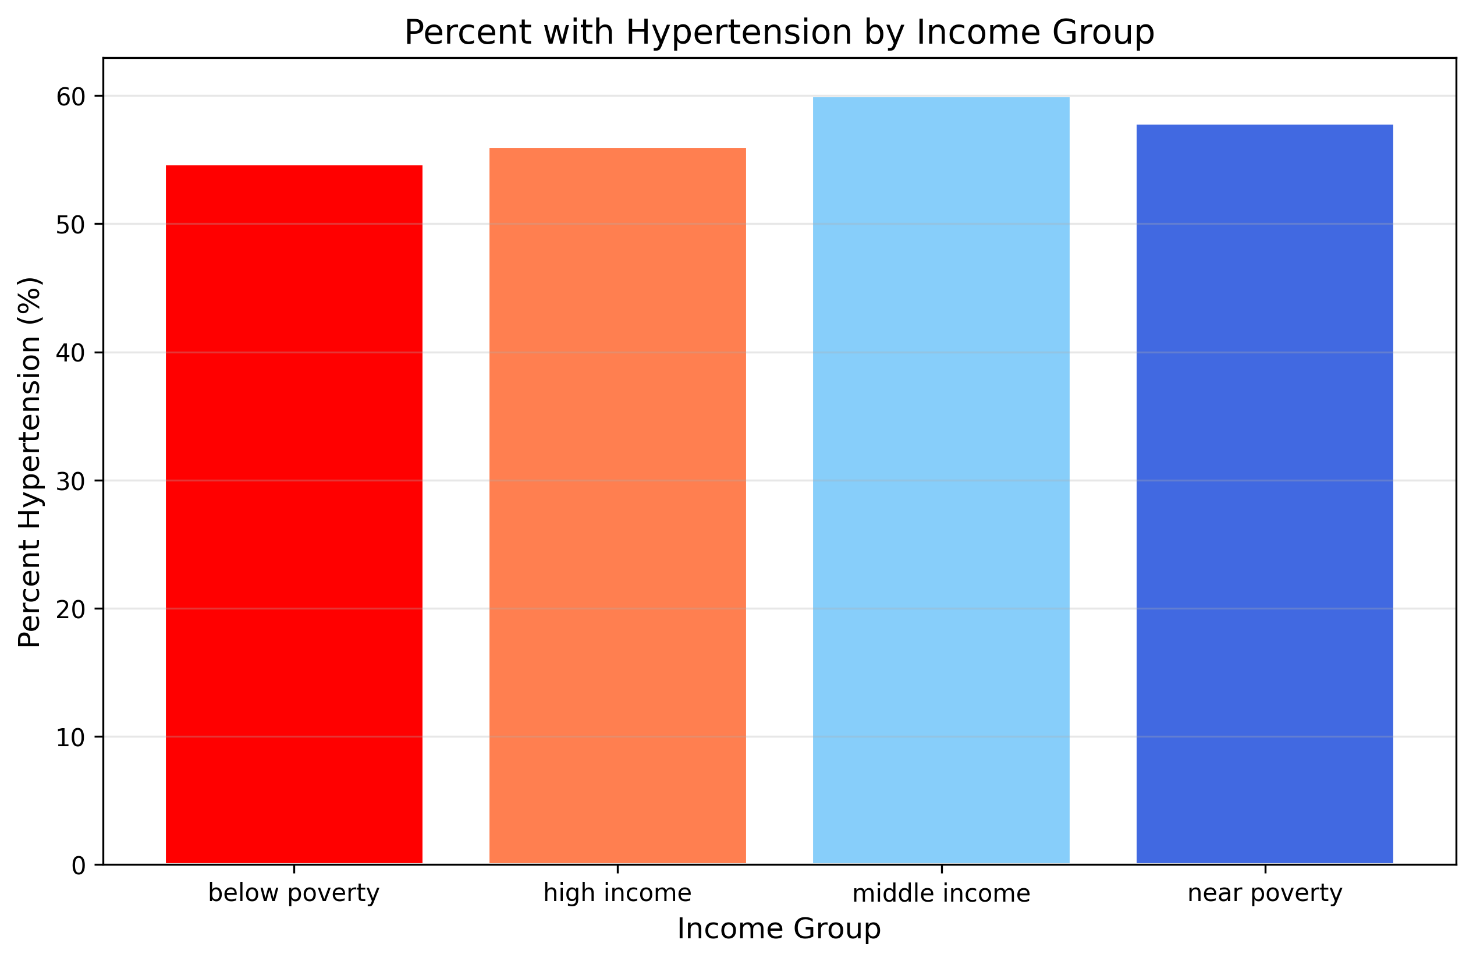 Percent with Hypertension by Income Group
Percent Hypertension (%)
60
50
40
30
20
10
0
below poverty
high income
middle income
near poverty
Income Group